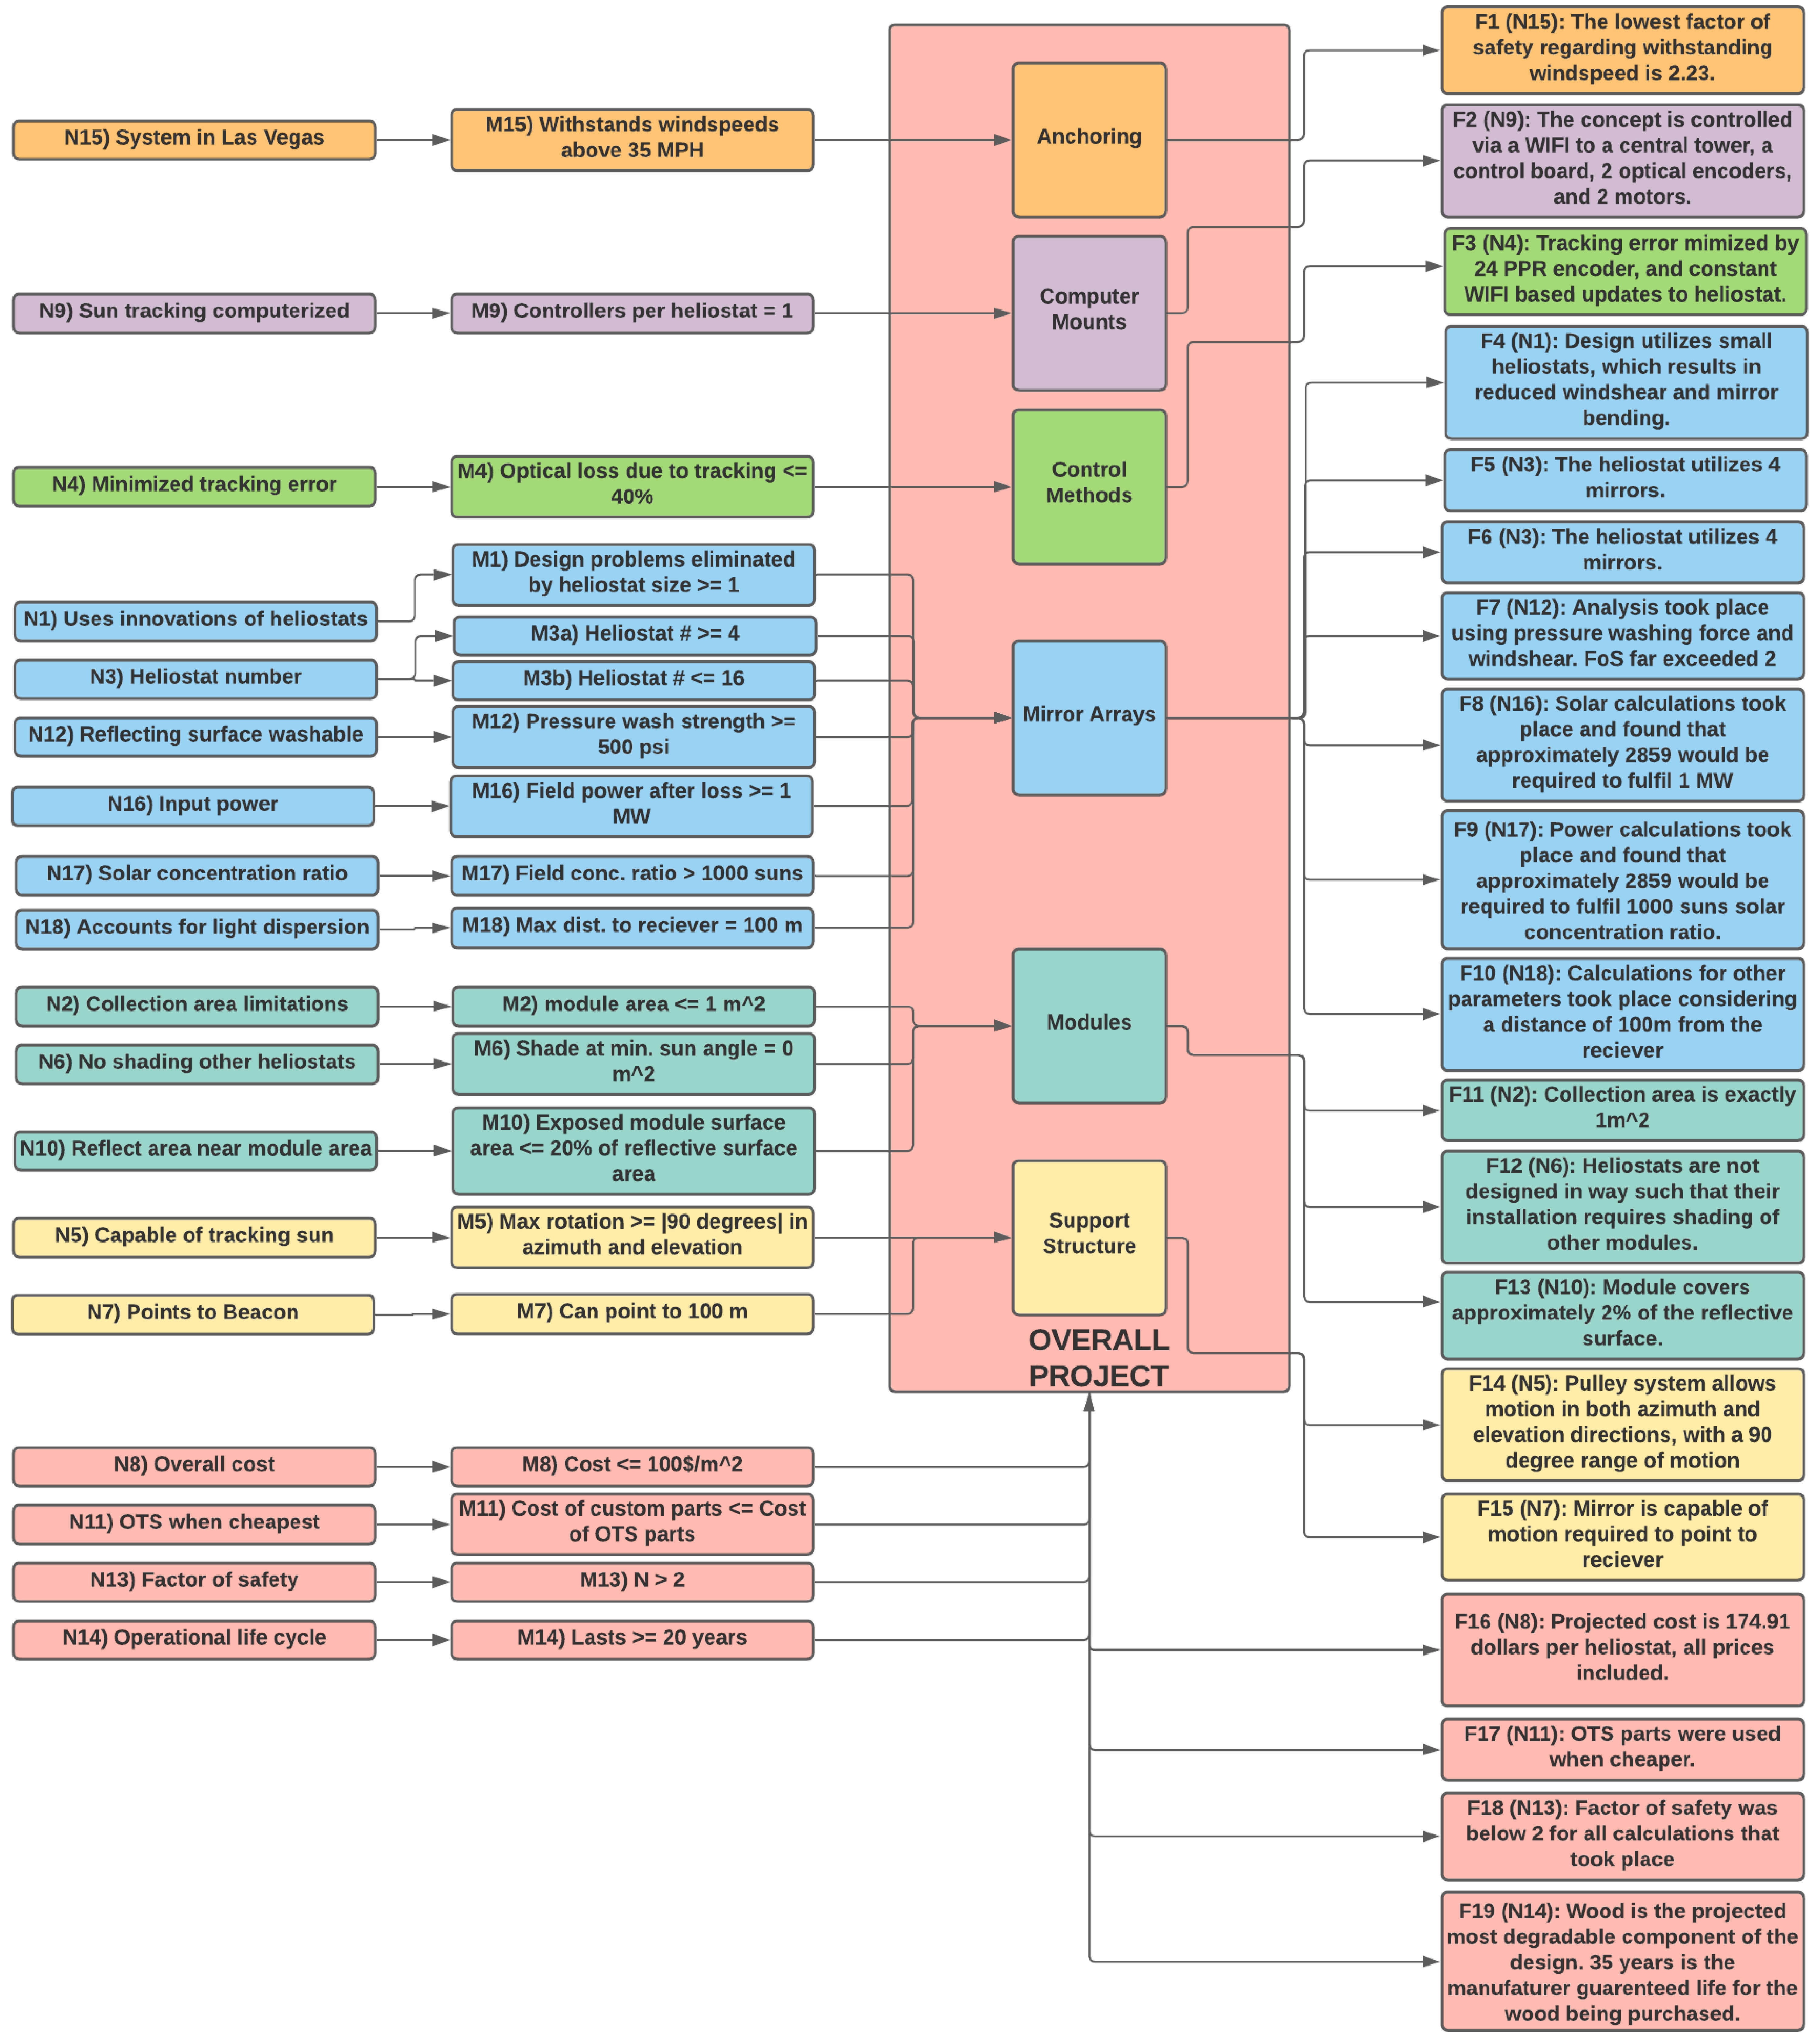 N15) System in Las Vegas
N9) Sun tracking computerized
N4) Minimized tracking error
N1) Uses innovations of heliostats
N3) Heliostat number
N12) Reflecting surface washable
N16) Input power
N17) Solar concentration ratio
N18) Accounts for light dispersion
N2) Collection area limitations
N6) No shading other heliostats
N10) Reflect area near module area
N5) Capable of tracking sun
N7) Points to Beacon
N8) Overall cost
N11) OTS when cheapest
N13) Factor of safety
N14) Operational life cycle
M15) Withstands windspeeds
above 35 MPH
M9) Controllers per heliostat = 1
M4) Optical loss due to tracking <=
40%
M1) Design problems eliminated
by heliostat size >= 1
M3a) Heliostat # >= 4
M3b) Heliostat # <= 16
M12) Pressure wash strength >=
500 psi
M16) Field power after loss >= 1
MW
M17) Field conc. ratio > 1000 suns
M18) Max dist. to reciever = 100 m
M2) module area <= 1 m^2
M6) Shade at min. sun angle = 0
m^2
M10) Exposed module surface
area <= 20% of reflective surface
area
M5) Max rotation >= |90 degrees| in
azimuth and elevation
M7) Can point to 100 m
M8) Cost <= 100$/m^2
M11) Cost of custom parts <= Cost
of OTS parts
M13) N > 2
M14) Lasts >= 20 years
Anchoring
Computer
Mounts
Control
Methods
Mirror Arrays
Modules
Support
Structure
OVERALL
PROJECT
F1 (N15): The lowest factor of
safety regarding withstanding
windspeed is 2.23.
F2 (N9): The concept is controlled
via a WIFI to a central tower, a
control board, 2 optical encoders,
and 2 motors.
F3 (N4): Tracking error mimized by
24 PPR encoder, and constant
WIFI based updates to heliostat.
F4 (N1): Design utilizes small
heliostats, which results in
reduced windshear and mirror
bending.
F5 (N3): The heliostat utilizes 4
mirrors.
F6 (N3): The heliostat utilizes 4
mirrors.
F7 (N12): Analysis took place
using pressure washing force and
windshear. FoS far exceeded 2
F8 (N16): Solar calculations took
place and found that
approximately 2859 would be
required to fulfil 1 MW
F9 (N17): Power calculations took
place and found that
approximately 2859 would be
required to fulfil 1000 suns solar
concentration ratio.
F10 (N18): Calculations for other
parameters took place considering
a distance of 100m from the
reciever
F11 (N2): Collection area is exactly
1m^2
F12 (N6): Heliostats are not
designed in way such that their
installation requires shading of
other modules.
F13 (N10): Module covers
approximately 2% of the reflective
surface.
F14 (N5): Pulley system allows
motion in both azimuth and
elevation directions, with a 90
degree range of motion
F15 (N7): Mirror is capable of
motion required to point to
reciever
F16 (N8): Projected cost is 174.91
dollars per heliostat, all prices
included.
F17 (N11): OTS parts were used
when cheaper.
F18 (N13): Factor of safety was
below 2 for all calculations that
took place
F19 (N14): Wood is the projected
most degradable component of the
design. 35 years is the
manufaturer guarenteed life for the
wood being purchased.